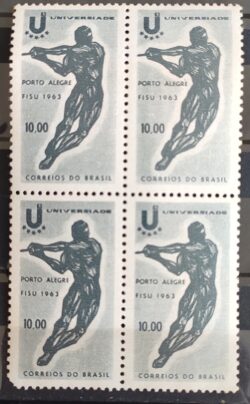 U UNIVERSIADE U UNIVERSIADE
PORTO ALEGRE PORTO ALEGRE
FISU 1963 FISU 1963
10.00 10.00
CORREIOS DO BRASIL CORREIOS DO BRASIL
U UNIVERSIADE U UNIVERSIADE
PORTO ALEGRE PORTO ALEGRE
FISU 1963 FISU 1963
10.00 10.00
CORREIOS DO BRASIL CORREIOS DO BRASIL